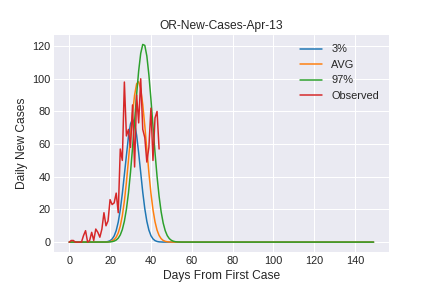 OR-New-Cases-Apr-13
120
100
80
60
40
20
0
Daily New Cases
3%
AVG
97%
Observed
0 20 40 60 80 100 120 140
Days From First Case